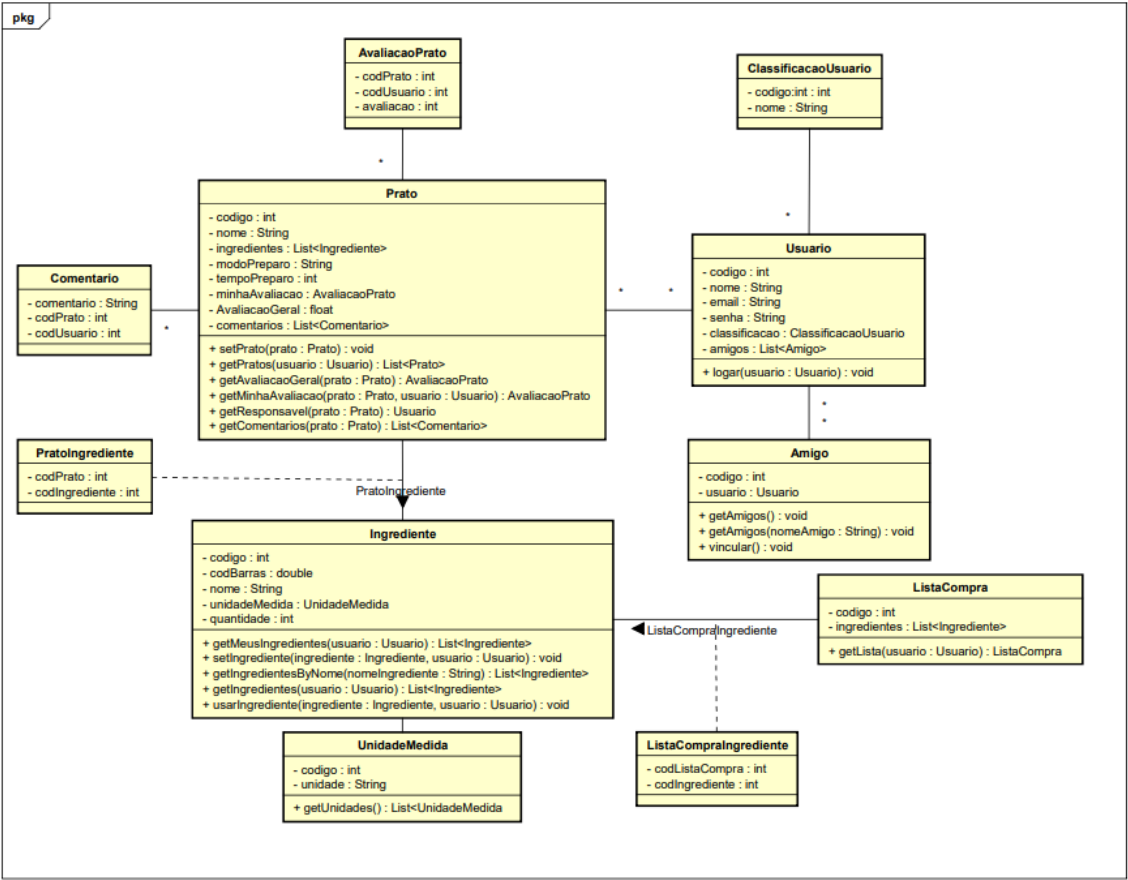 pkg
AvaliacaoPrato
- codPrato : int
- codUsuario : int
- avaliacao : int
*
ClassificacaoUsuario
- codigo:int : int
- nome : String
*
Prato
- codigo : int
- nome : String
- ingredientes : List<Ingrediente>
- modoPreparo : String
- tempoPreparo : int
- minhaAvaliacao : AvaliacaoPrato
- AvaliacaoGeral : float
- comentarios : List<Comentario>
+ setPrato(prato : Prato) : void
+ getPratos(usuario : Usuario) : List<Prato>
+ getAvaliacaoGeral(prato : Prato) : AvaliacaoPrato
+ getMinhaAvaliacao(prato : Prato, usuario : Usuario) : AvaliacaoPrato
+ getResponsavel(prato : Prato) : Usuario
+ getComentarios(prato : Prato) : List<Comentario>
Comentario
- comentario : String
- codPrato : int
- codUsuario : int
*
* *
Usuario
- codigo : int
- nome : String
- email : String
- senha : String
- classificacao : ClassificacaoUsuario
- amigos : List<Amigo>
+ logar(usuario : Usuario) : void
*
*
Amigo
- codigo : int
- usuario : Usuario
+ getAmigos() : void
+ getAmigos(nomeAmigo : String) : void
+ vincular() : void
PratoIngrediente
- codPrato : int
- codIngrediente : int
PratoIngrediente
Ingrediente
- codigo : int
- codBarras : double
- nome : String
- unidadeMedida : UnidadeMedida
- quantidade : int
+ getMeusIngredientes(usuario : Usuario) : List<Ingrediente>
+ setIngrediente(ingrediente : Ingrediente, usuario : Usuario) : void
+ getIngredientesByNome(nomeIngrediente : String) : List<Ingrediente>
+ getIngredientes(usuario : Usuario) : List<Ingrediente>
+ usarIngrediente(ingrediente : Ingrediente, usuario : Usuario) : void
ListaCompraIngrediente
ListaCompra
- codigo : int
- ingredientes : List<Ingrediente>
+ getLista(usuario : Usuario) : ListaCompra
UnidadeMedida
- codigo : int
- unidade : String
+ getUnidades() : List<UnidadeMedida
ListaCompraIngrediente
- codListaCompra : int
- codIngrediente : int